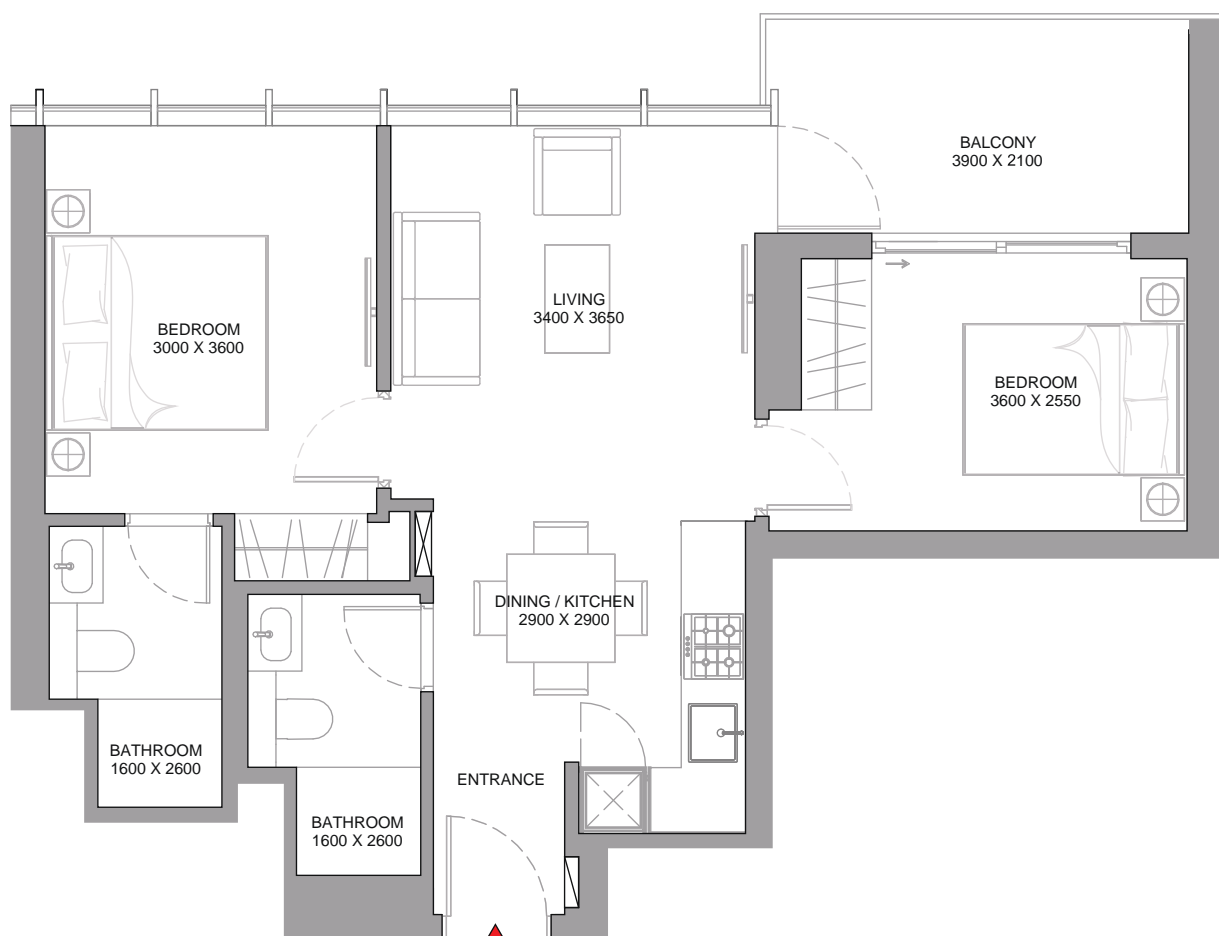 BALCONY
3900 X 2100
BEDROOM
3000 X 3600
LIVING
3400 X 3650
BEDROOM
3600 X 2550
DINING / KITCHEN
2900 X 2900
BATHROOM
1600 X 2600
ENTRANCE
BATHROOM
1600 X 2600